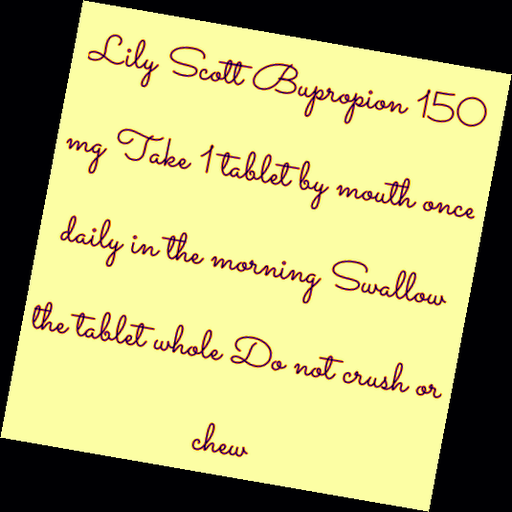 Lily Scott Bupropion 150
mg Take 1 tablet by mouth once
daily in the morning Swallow
the tablet whole Do not crush or
chew